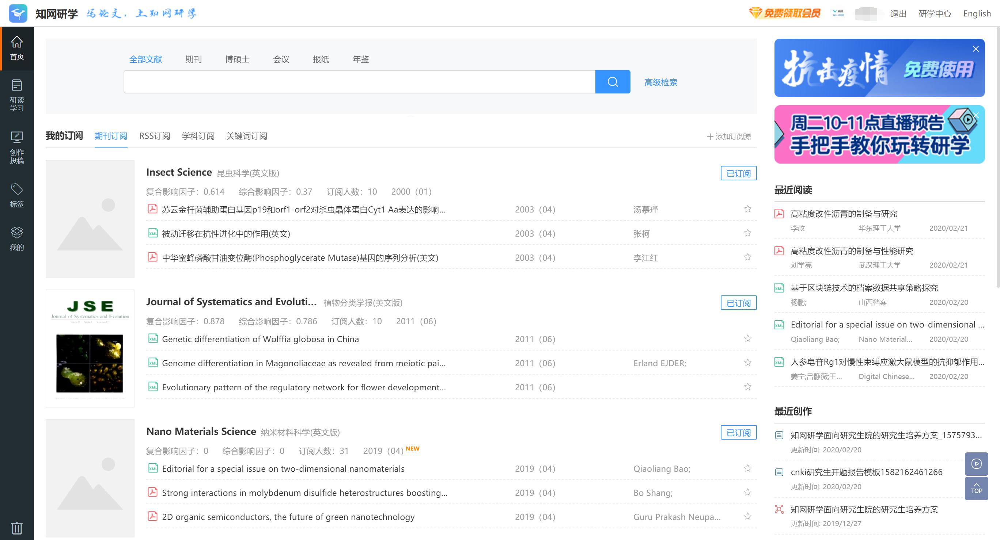 知网研学 写论文，上知网研学
免费领取会员 退出 研学中心 English
首页
研读
学习
创作
投稿
标签
我的
全部文献 期刊 博硕士 会议 报纸 年鉴
高级检索
我的订阅 期刊订阅 RSS订阅 学科订阅 关键词订阅 添加订阅源
Insect Science 昆虫科学(英文版) 已订阅
复合影响因子：0.614 综合影响因子：0.37 订阅人数：10 2000（01）
苏云金杆菌辅助蛋白基因p19和orf1-orf2对杀虫晶体蛋白Cyt1 Aa表达的影响... 2003（04） 汤慕瑾
XML 被动迁移在抗性进化中的作用(英文) 2003（04） 张柯
中华蜜蜂磷酸甘油变位酶(Phosphoglycerate Mutase)基因的序列分析(英文) 2003（04） 李江红
JSE
Journal of Systematics and Evolution
Journal of Systematics and Evoluti... 植物分类学报(英文版) 已订阅
复合影响因子：0.878 综合影响因子：0.786 订阅人数：10 2011（06）
XML Genetic differentiation of Wolffia globosa in China 2011（06）
XML Genome differentiation in Magonoliaceae as revealed from meiotic pai... 2011（06） Erland EJDER;
XML Evolutionary pattern of the regulatory network for flower development... 2011（06）
Nano Materials Science 纳米材料科学(英文版) 已订阅
复合影响因子：0 综合影响因子：0 订阅人数：31 2019（04） NEW
XML Editorial for a special issue on two-dimensional nanomaterials 2019（04） Qiaoliang Bao;
Strong interactions in molybdenum disulfide heterostructures boosting... 2019（04） Bo Shang;
2D organic semiconductors, the future of green nanotechnology 2019（04） Guru Prakash Neupa...
抗击疫情 免费使用
周二10-11点直播预告
手把手教你玩转研学
最近阅读
高粘度改性沥青的制备与研究
李政 华东理工大学 2020/02/21
高粘度改性沥青的制备与性能研究
刘学亮 武汉理工大学 2020/02/21
XML 基于区块链技术的档案数据共享策略探究
杨鹏; 山西档案 2020/02/20
XML Editorial for a special issue on two-dimensional ...
Qiaoliang Bao; Nano Material... 2020/02/20
XML 人参皂苷Rg1对慢性束缚应激大鼠模型的抗抑郁作用...
姜宁;吕静薇;王... Digital Chinese... 2020/02/20
最近创作
知网研学面向研究生院的研究生培养方案_1575793...
更新时间: 2020/02/20
cnki研究生开题报告模板1582162461266
更新时间: 2020/02/20
知网研学面向研究生院的研究生培养方案
更新时间: 2019/12/27
TOP